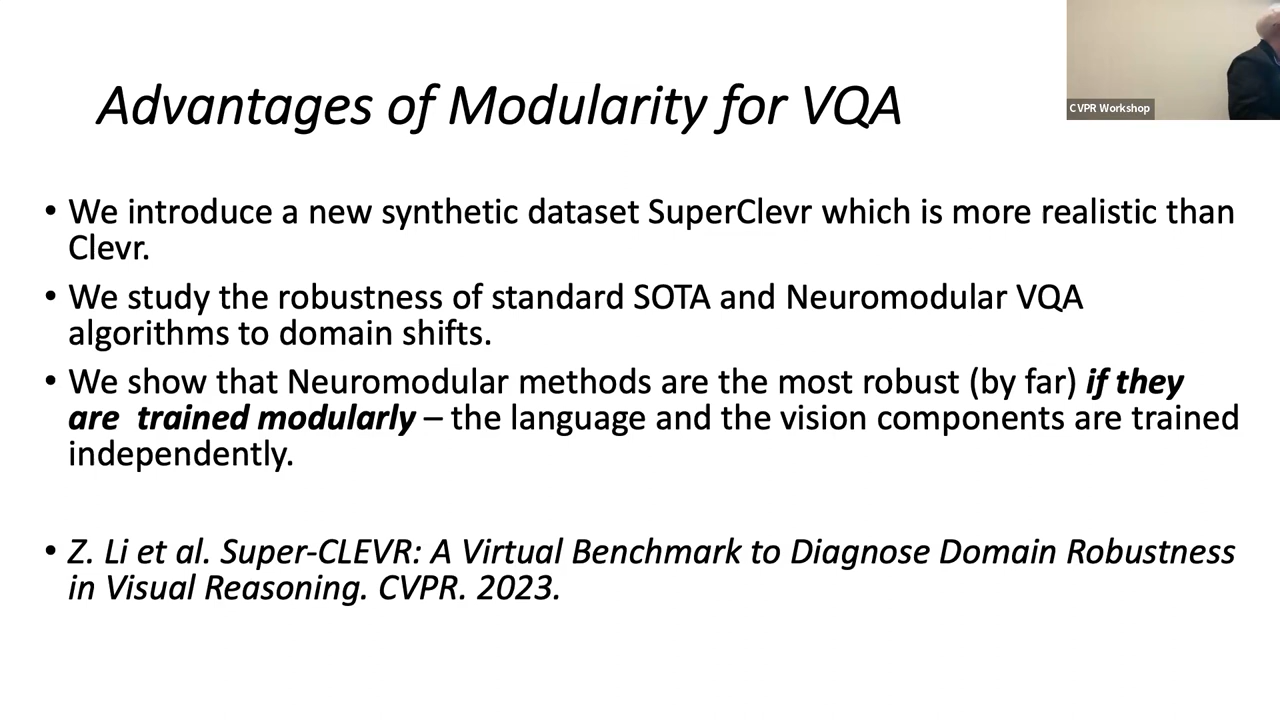 Advantages of Modularity for VQA
CVPR Workshop
• We introduce a new synthetic dataset SuperClevr which is more realistic than
Clevr.
• We study the robustness of standard SOTA and Neuromodular VQA
algorithms to domain shifts.
• We show that Neuromodular methods are the most robust (by far) if they
are  trained modularly – the language and the vision components are trained
independently.
• Z. Li et al. Super-CLEVR: A Virtual Benchmark to Diagnose Domain Robustness
in Visual Reasoning. CVPR. 2023.